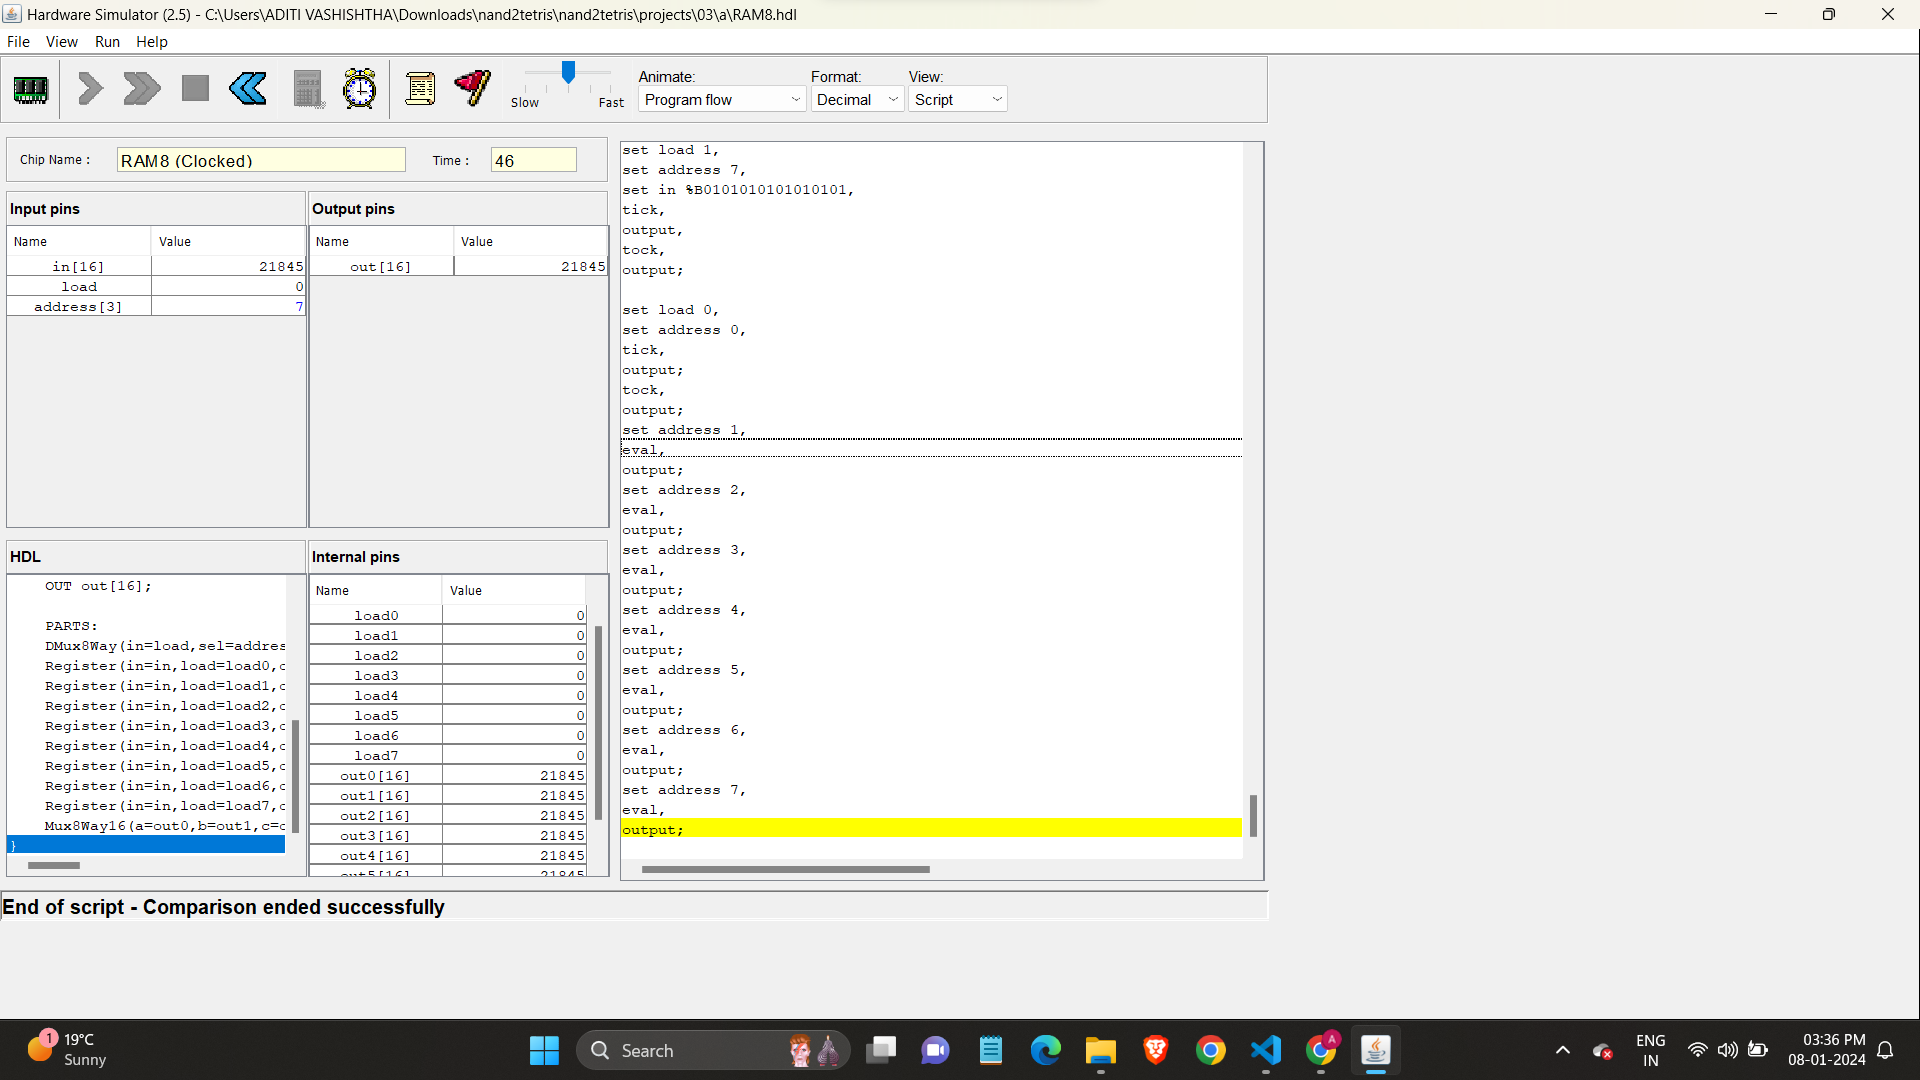 Hardware Simulator (2.5) - C:\Users\ADITI VASHISHTHA\Downloads\nand2tetris\nand2tetris\projects\03\a\RAM8.hdl
File View Run Help
Slow Fast
Animate: Format: View:
Program flow Decimal Script
Chip Name : RAM8 (Clocked) Time : 46
Input pins
Name Value
in[16] 21845
load 0
address[3] 7
Output pins
Name Value
out[16] 21845
HDL
OUT out[16];
PARTS:
DMux8Way(in=load,sel=addres
Register(in=in,load=load0,o
Register(in=in,load=load1,o
Register(in=in,load=load2,o
Register(in=in,load=load3,o
Register(in=in,load=load4,o
Register(in=in,load=load5,o
Register(in=in,load=load6,o
Register(in=in,load=load7,o
Mux8Way16(a=out0,b=out1,c=o
}
Internal pins
Name Value
load0 0
load1 0
load2 0
load3 0
load4 0
load5 0
load6 0
load7 0
out0[16] 21845
out1[16] 21845
out2[16] 21845
out3[16] 21845
out4[16] 21845
out5[16] 21845
set load 1,
set address 7,
set in %B0101010101010101,
tick,
output,
tock,
output;
set load 0,
set address 0,
tick,
output;
tock,
output;
set address 1,
eval,
output;
set address 2,
eval,
output;
set address 3,
eval,
output;
set address 4,
eval,
output;
set address 5,
eval,
output;
set address 6,
eval,
output;
set address 7,
eval,
output;
End of script - Comparison ended successfully
1
19°C
Sunny
Search
A
ENG
IN
03:36 PM
08-01-2024